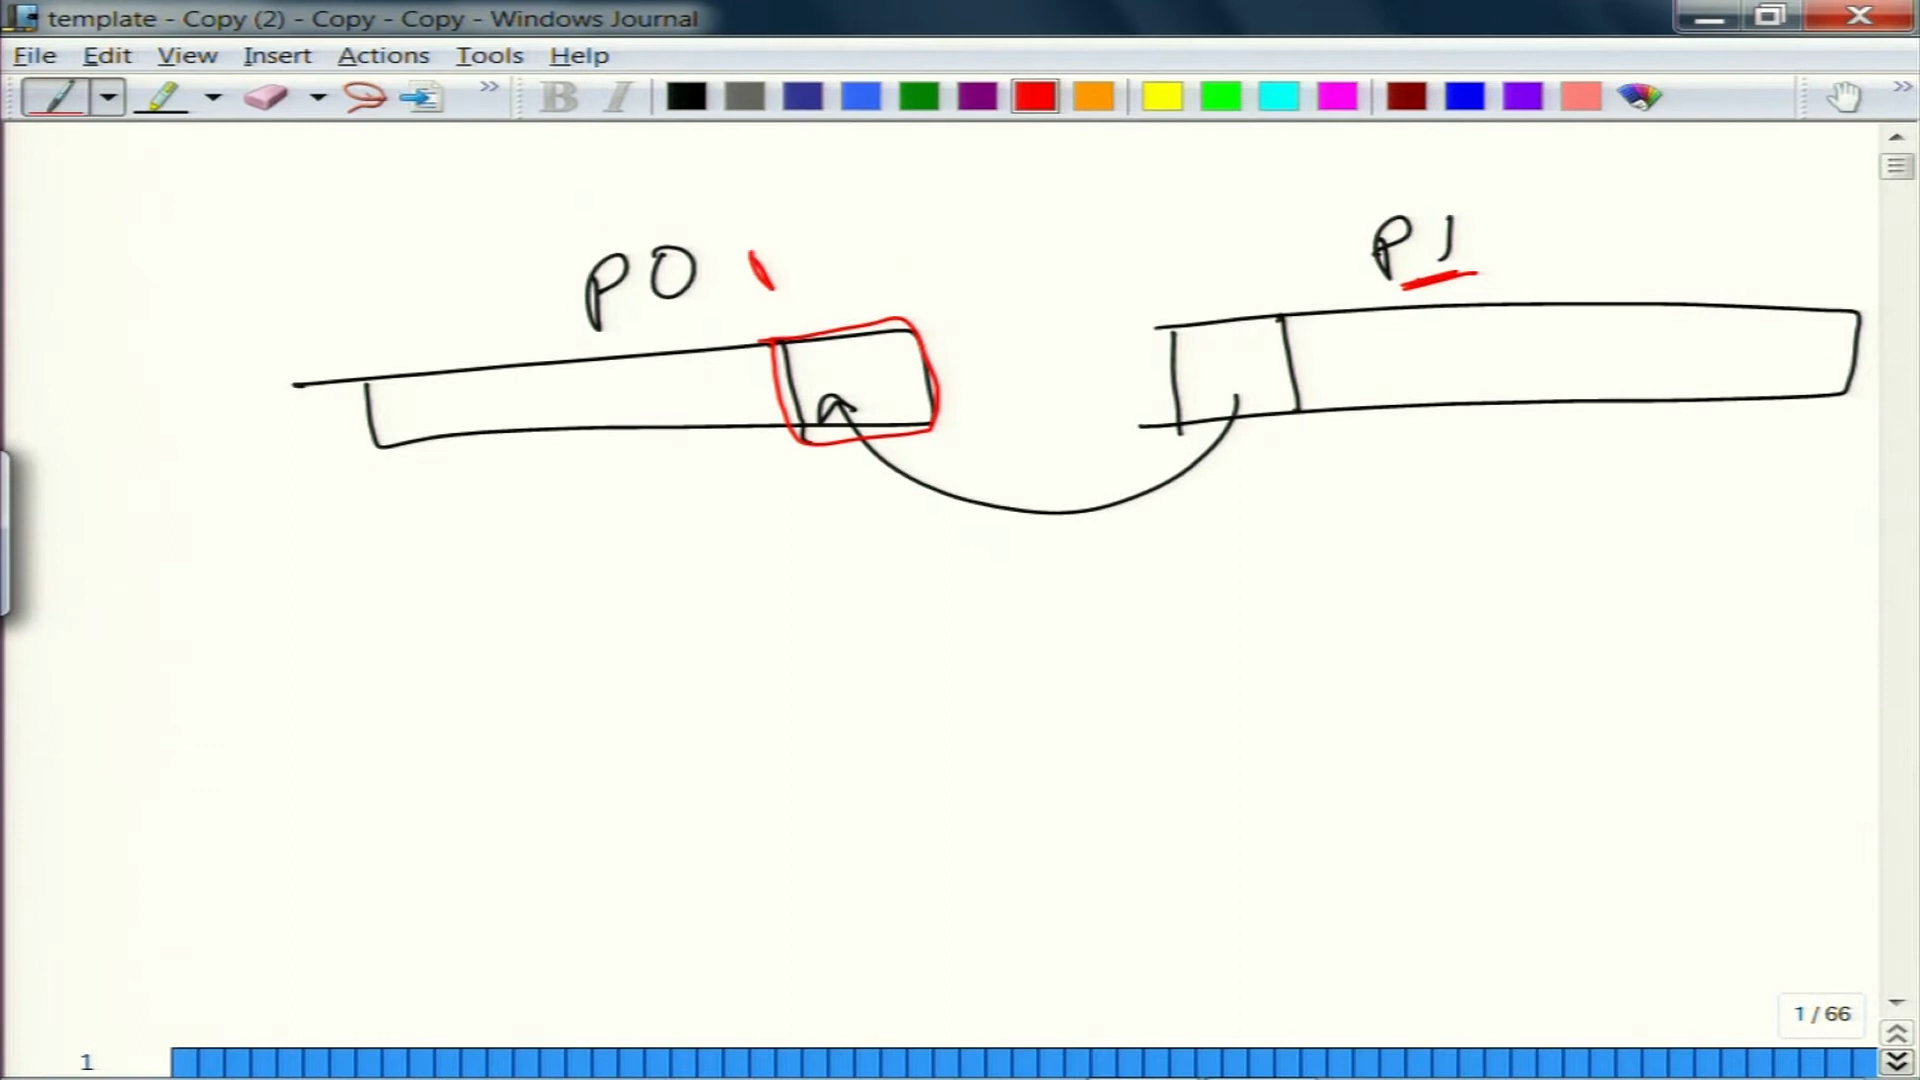 template - Copy (2) - Copy - Copy - Windows Journal
File Edit View Insert Actions Tools Help
B I
P0
P1
1 / 66
1